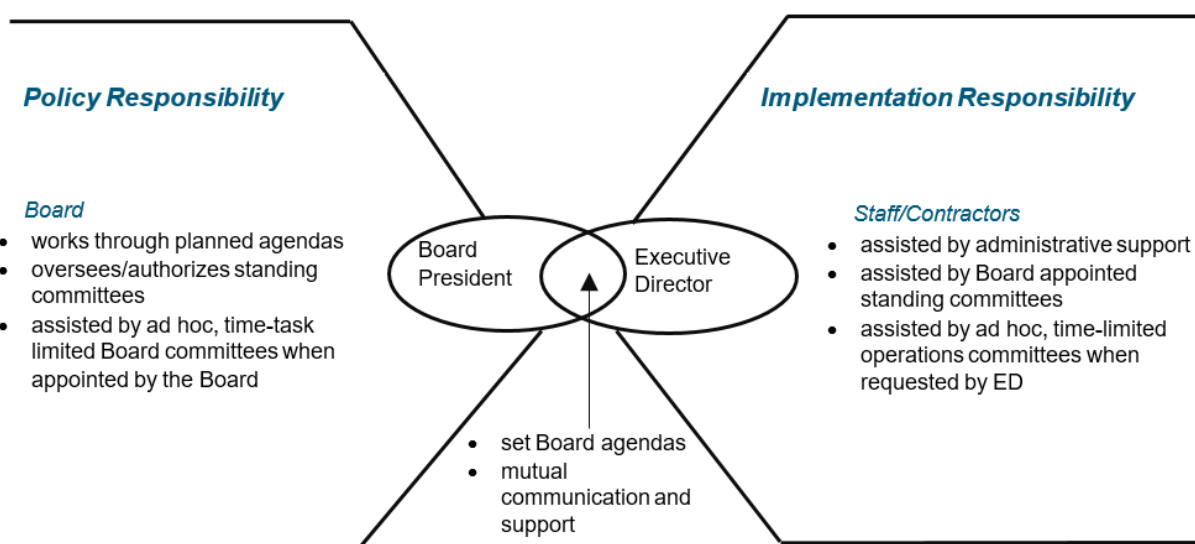 Policy Responsibility
Board
• works through planned agendas
• oversees/authorizes standing
committees
• assisted by ad hoc, time-task
limited Board committees when
appointed by the Board
Board
President
Executive
Director
• set Board agendas
• mutual
communication and
support
Implementation Responsibility
Staff/Contractors
• assisted by administrative support
• assisted by Board appointed
standing committees
• assisted by ad hoc, time-limited
operations committees when
requested by ED